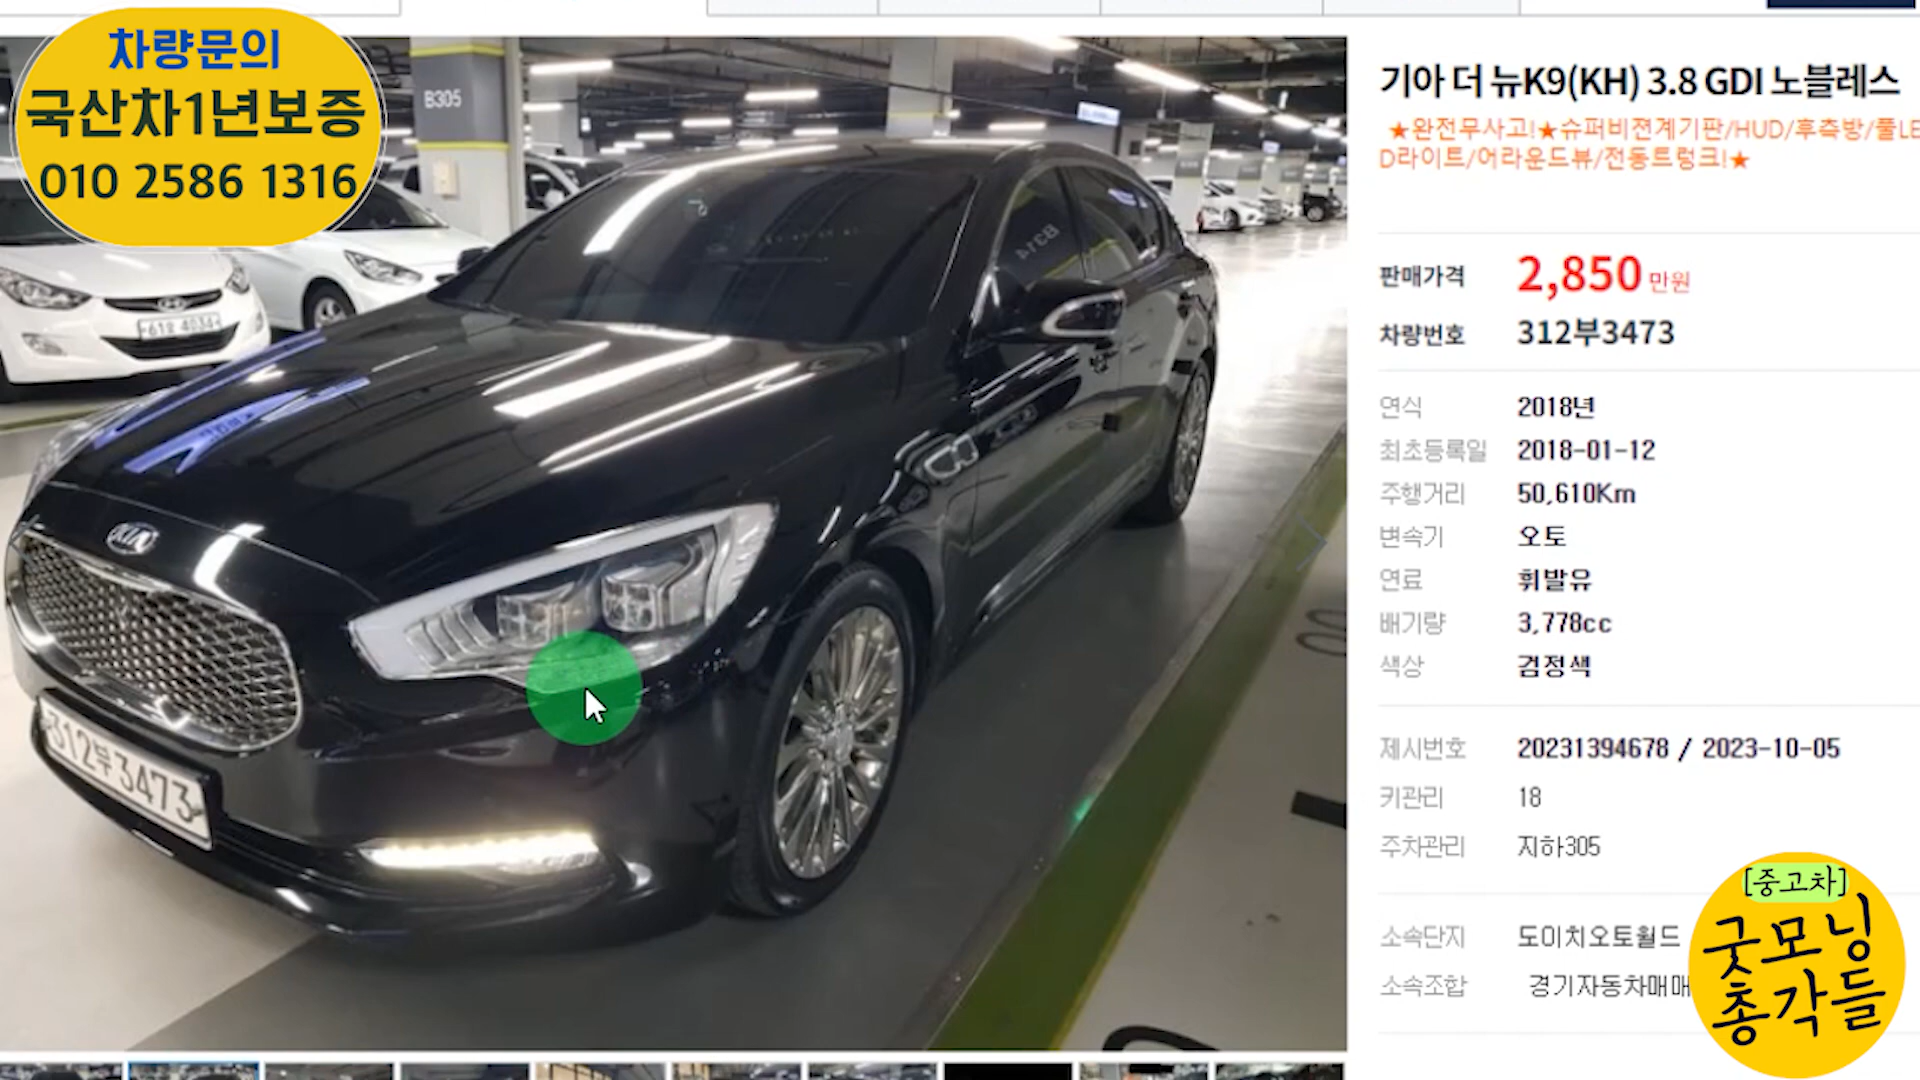 차량문의
국산차1년보증
010 2586 1316
B305
61모 4034
B314
KIA
312부3473
기아 더 뉴K9(KH) 3.8 GDI 노블레스
★완전무사고!★슈퍼비젼계기판/HUD/후측방/풀LE
D라이트/어라운드뷰/전동트렁크!★
판매가격 2,850만원
차량번호 312부3473
연식 2018년
최초등록일 2018-01-12
주행거리 50,610Km
변속기 오토
연료 휘발유
배기량 3,778cc
색상 검정색
제시번호 20231394678 / 2023-10-05
키관리 18
주차관리 지하305
소속단지 도이치오토월드
소속조합 경기자동차매매
[중고차]
굿모닝
총각들